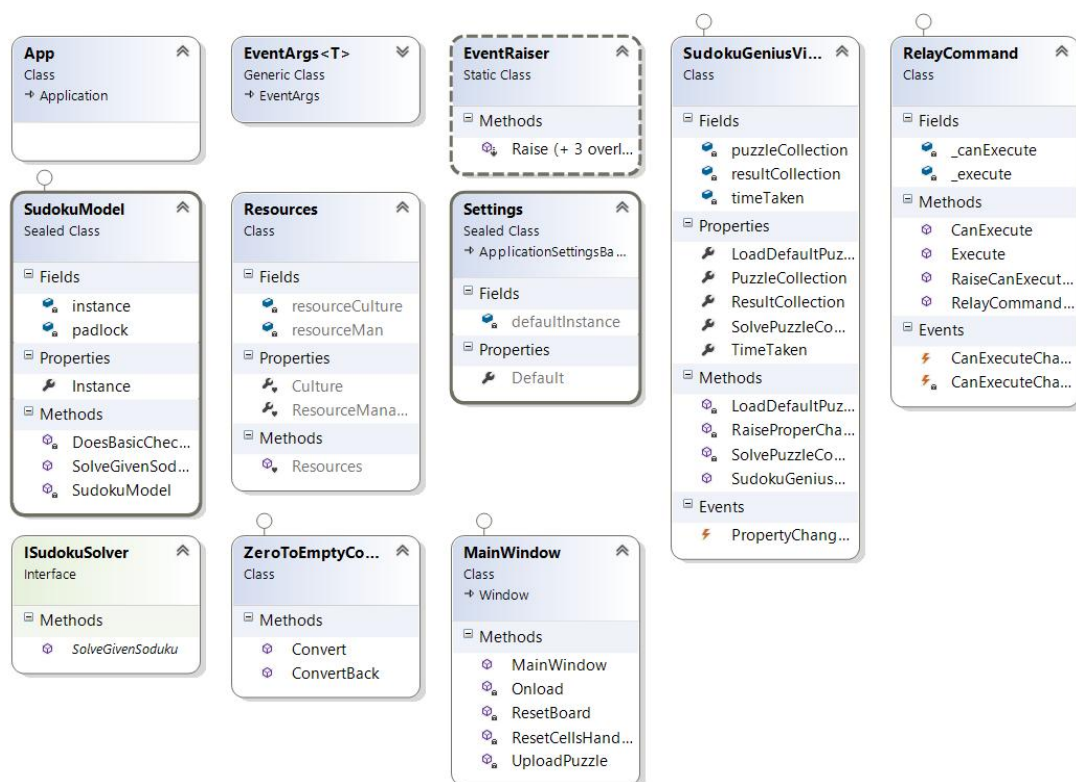 App
Class
Application
EventArgs<T>
Generic Class
EventArgs
EventRaiser
Static Class
Methods
Raise (+ 3 overl...
SudokuGeniusVi...
Class
Fields
puzzleCollection
resultCollection
timeTaken
Properties
LoadDefaultPuz...
PuzzleCollection
ResultCollection
SolvePuzzleCo...
TimeTaken
Methods
LoadDefaultPuz...
RaiseProperCha...
SolvePuzzleCo...
SudokuGenius...
Events
PropertyChang...
RelayCommand
Class
Fields
_canExecute
_execute
Methods
CanExecute
Execute
RaiseCanExecut...
RelayCommand...
Events
CanExecuteCha...
CanExecuteCha...
SudokuModel
Sealed Class
Fields
instance
padlock
Properties
Instance
Methods
DoesBasicChec...
SolveGivenSod...
SudokuModel
Resources
Class
Fields
resourceCulture
resourceMan
Properties
Culture
ResourceMana...
Methods
Resources
Settings
Sealed Class
ApplicationSettingsBa...
Fields
defaultInstance
Properties
Default
ISudokuSolver
Interface
Methods
SolveGivenSoduku
ZeroToEmptyCo...
Class
Methods
Convert
ConvertBack
MainWindow
Class
Window
Methods
MainWindow
Onload
ResetBoard
ResetCellsHand...
UploadPuzzle